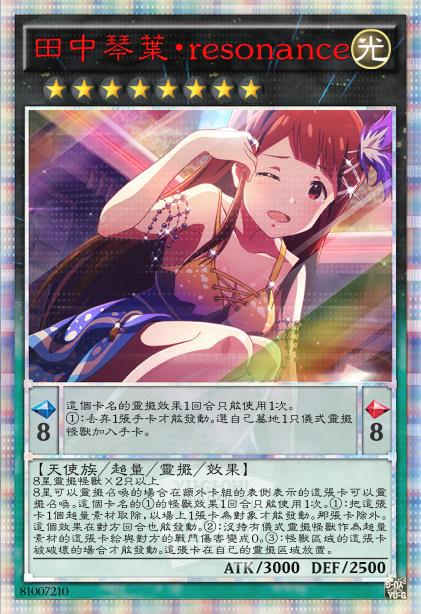 田中琴葉・resonance
光
這個卡名的靈擺效果1回合只能使用1次。
①:丟弃1張手卡才能發動。選自己墓地1只儀式靈擺
怪獸加入手卡。
8
8
【天使族/超量/靈擺/效果】
8星靈擺怪獸×2只以上
8星可以靈擺召喚的場合在額外卡組的表側表示的這張卡可以靈
擺召喚。這個卡名的①的怪獸效果1回合只能使用1次。①:把這張
卡1個超量素材取除,以場上1張卡為對象才能發動。那張卡除外。
這個效果在對方回合也能發動。②:沒持有儀式靈擺怪獸作為超量
素材的這張卡給與對方的戰鬥傷害變成0。③:怪獸區域的這張卡
被破壞的場合才能發動。這張卡在自己的靈擺區域放置。
ATK/3000 DEF/2500
81007210